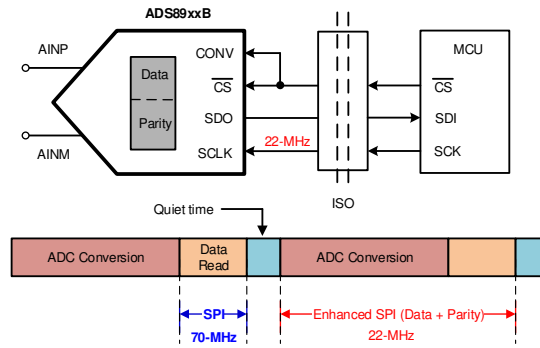 ADS89xxB
AINP
AINM
Data
Parity
CONV
CS
SDO
SCLK
22-MHz
ISO
MCU
CS
SDI
SCK
Quiet time
ADC Conversion
Data
Read
ADC Conversion
SPI
70-MHz
Enhanced SPI (Data + Parity)
22-MHz